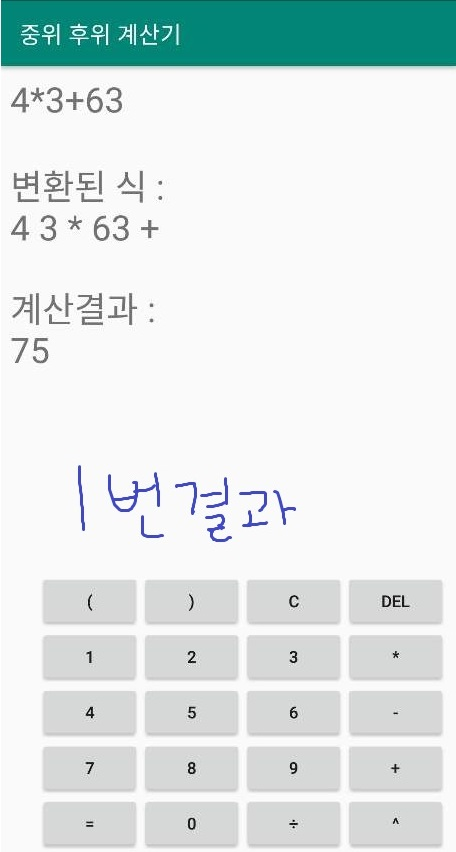 중위 후위 계산기
4*3+63
변환된 식 :
4 3 * 63 +
계산결과 :
75
1번결과
( ) C DEL
1 2 3 *
4 5 6 -
7 8 9 +
= 0 ÷ ^